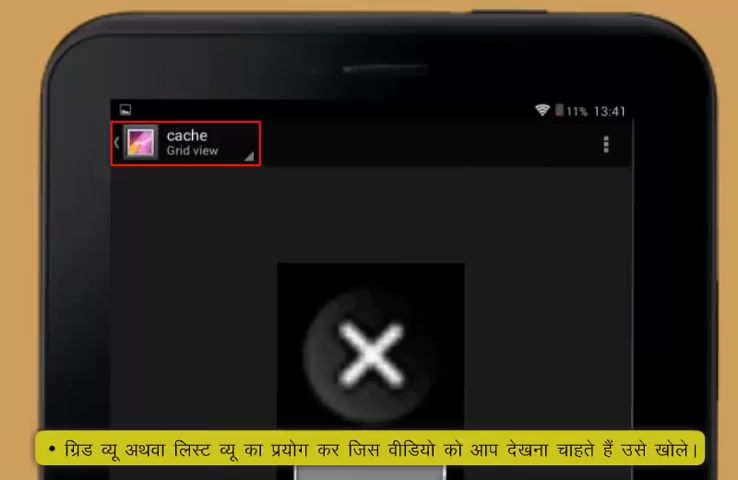 11% 13:41
cache
Grid view
• ग्रिड व्यू अथवा लिस्ट व्यू का प्रयोग कर जिस वीडियो को आप देखना चाहते हैं उसे खोले।